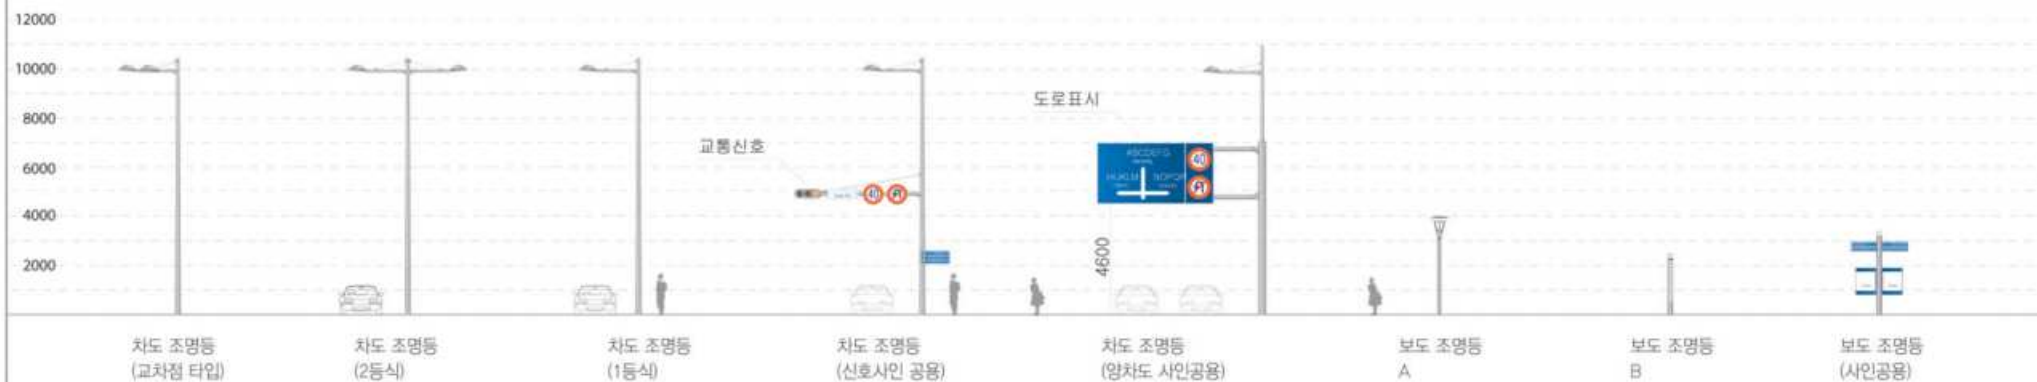 12000
10000
8000
6000
4000
2000
교통신호
40
도로표시
ABCDEFG
HIJKLM NOPQR
40
4600
차도 조명등
(교차점 타입)
차도 조명등
(2등식)
차도 조명등
(1등식)
차도 조명등
(신호사인 공용)
차도 조명등
(양차도 사인공용)
보도 조명등
A
보도 조명등
B
보도 조명등
(사인공용)